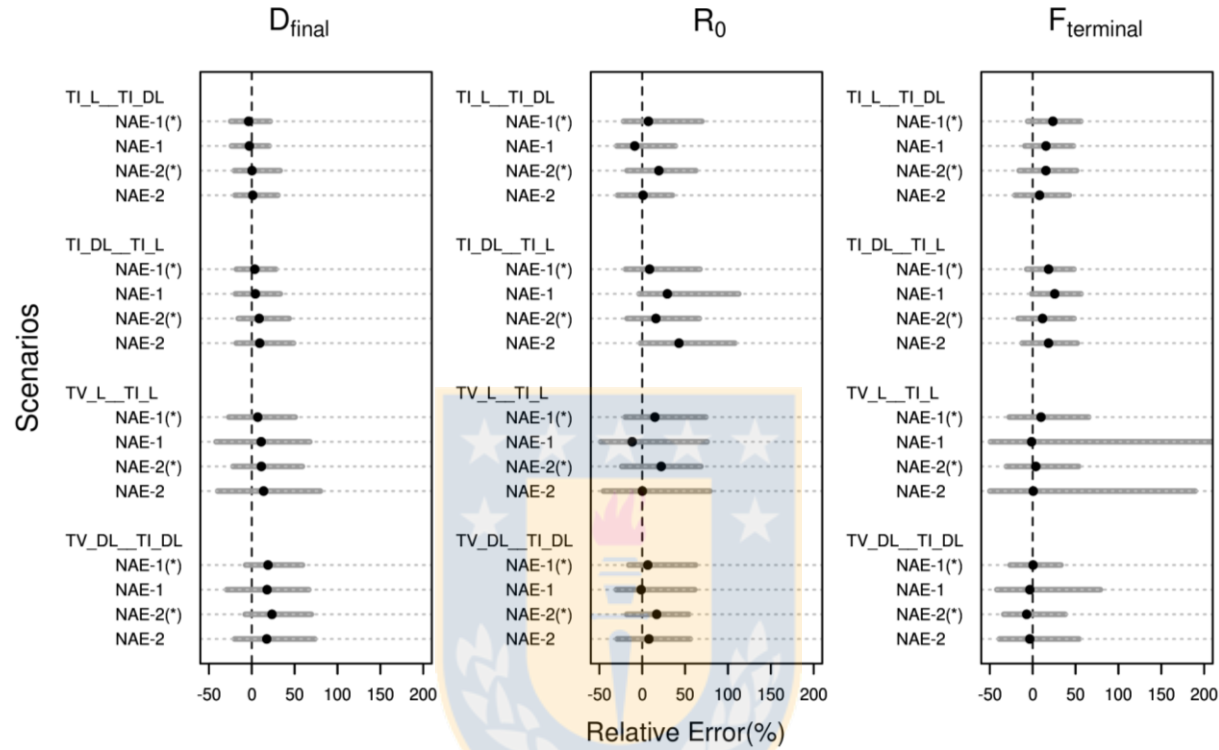 D_final R_0 F_terminal
Scenarios
TI_L__TI_DL TI_L__TI_DL TI_L__TI_DL
NAE-1(*) NAE-1(*) NAE-1(*)
NAE-1 NAE-1 NAE-1
NAE-2(*) NAE-2(*) NAE-2(*)
NAE-2 NAE-2 NAE-2
TI_DL__TI_L TI_DL__TI_L TI_DL__TI_L
NAE-1(*) NAE-1(*) NAE-1(*)
NAE-1 NAE-1 NAE-1
NAE-2(*) NAE-2(*) NAE-2(*)
NAE-2 NAE-2 NAE-2
TV_L__TI_L TV_L__TI_L TV_L__TI_L
NAE-1(*) NAE-1(*) NAE-1(*)
NAE-1 NAE-1 NAE-1
NAE-2(*) NAE-2(*) NAE-2(*)
NAE-2 NAE-2 NAE-2
TV_DL__TI_DL TV_DL__TI_DL TV_DL__TI_DL
NAE-1(*) NAE-1(*) NAE-1(*)
NAE-1 NAE-1 NAE-1
NAE-2(*) NAE-2(*) NAE-2(*)
NAE-2 NAE-2 NAE-2
-50 0 50 100 200 -50 0 50 100 200 -50 0 50 100 200
Relative Error(%)